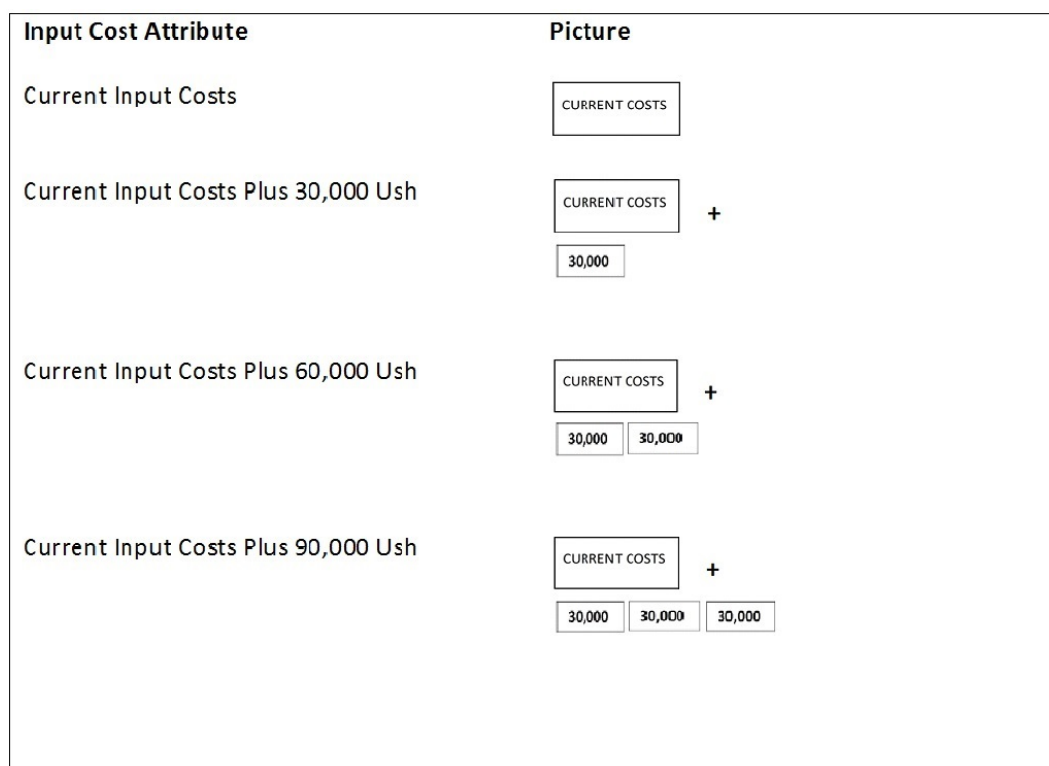 Input Cost Attribute Picture
Current Input Costs CURRENT COSTS
Current Input Costs Plus 30,000 Ush CURRENT COSTS +
30,000
Current Input Costs Plus 60,000 Ush CURRENT COSTS +
30,000 30,000
Current Input Costs Plus 90,000 Ush CURRENT COSTS +
30,000 30,000 30,000